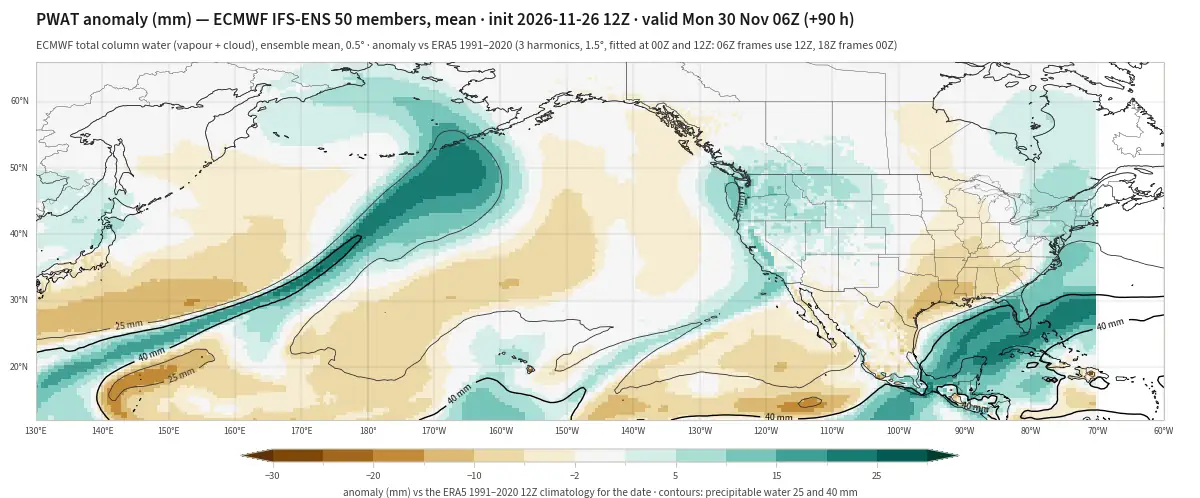 PWAT anomaly (mm) — ECMWF IFS-ENS 50 members, mean · init 2026-11-26 12Z · valid Mon 30 Nov 06Z (+90 h)
ECMWF total column water (vapour + cloud), ensemble mean, 0.5° · anomaly vs ERA5 1991–2020 (3 harmonics, 1.5°, fitted at 00Z and 12Z: 06Z frames use 12Z, 18Z frames 00Z)
60°N
50°N
40°N
30°N
25 mm
40 mm
40 mm
25 mm
20°N
40 mm
40 mm
40 mm
130°E 140°E 150°E 160°E 170°E 180° 170°W 160°W 150°W 140°W 130°W 120°W 110°W 100°W 90°W 80°W 70°W 60°W
−30 −20 −10 −2 5 15 25
anomaly (mm) vs the ERA5 1991–2020 12Z climatology for the date · contours: precipitable water 25 and 40 mm